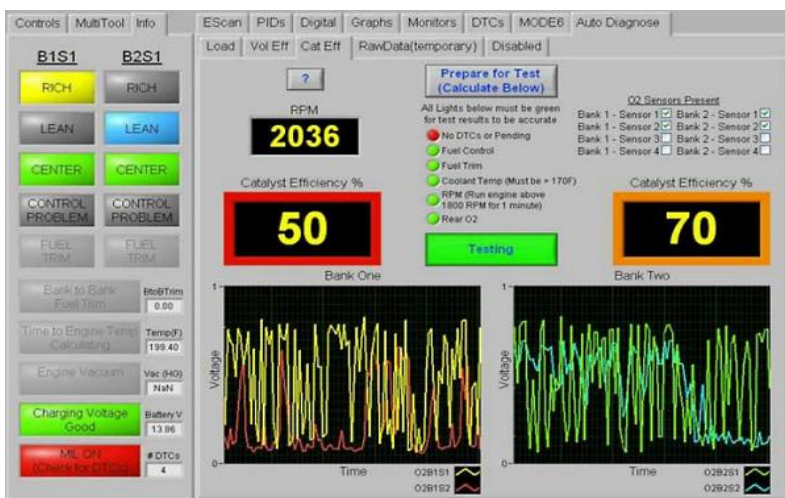 Controls MultiTool Info
B1S1 B2S1
RICH RICH
LEAN LEAN
CENTER CENTER
CONTROL PROBLEM CONTROL PROBLEM
FUEL TRIM FUEL TRIM
Bank to Bank Fuel Trim
BtoBTrim
0.00
Time to Engine Temp Calculating
Temp(F)
199.40
Engine Vacuum
Vac (HG)
NaN
Charging Voltage Good
Battery V
13.86
MIL ON (Check for DTCs)
# DTCs
4
EScan PIDs Digital Graphs Monitors DTCs MODE6 Auto Diagnose
Load Vol Eff Cat Eff RawData(temporary) Disabled
?
RPM
2036
Prepare for Test
(Calculate Below)
All Lights below must be green
for test results to be accurate
No DTCs or Pending
Fuel Control
Fuel Trim
Coolant Temp (Must be > 170F)
RPM (Run engine above
1800 RPM for 1 minute)
Rear O2
Testing
O2 Sensors Present
Bank 1 - Sensor 1 Bank 2 - Sensor 1
Bank 1 - Sensor 2 Bank 2 - Sensor 2
Bank 1 - Sensor 3 Bank 2 - Sensor 3
Bank 1 - Sensor 4 Bank 2 - Sensor 4
Catalyst Efficiency %
50
Catalyst Efficiency %
70
Bank One
1
Voltage
0
Time
O2B1S1
O2B1S2
Bank Two
1
Voltage
0
Time
O2B2S1
O2B2S2